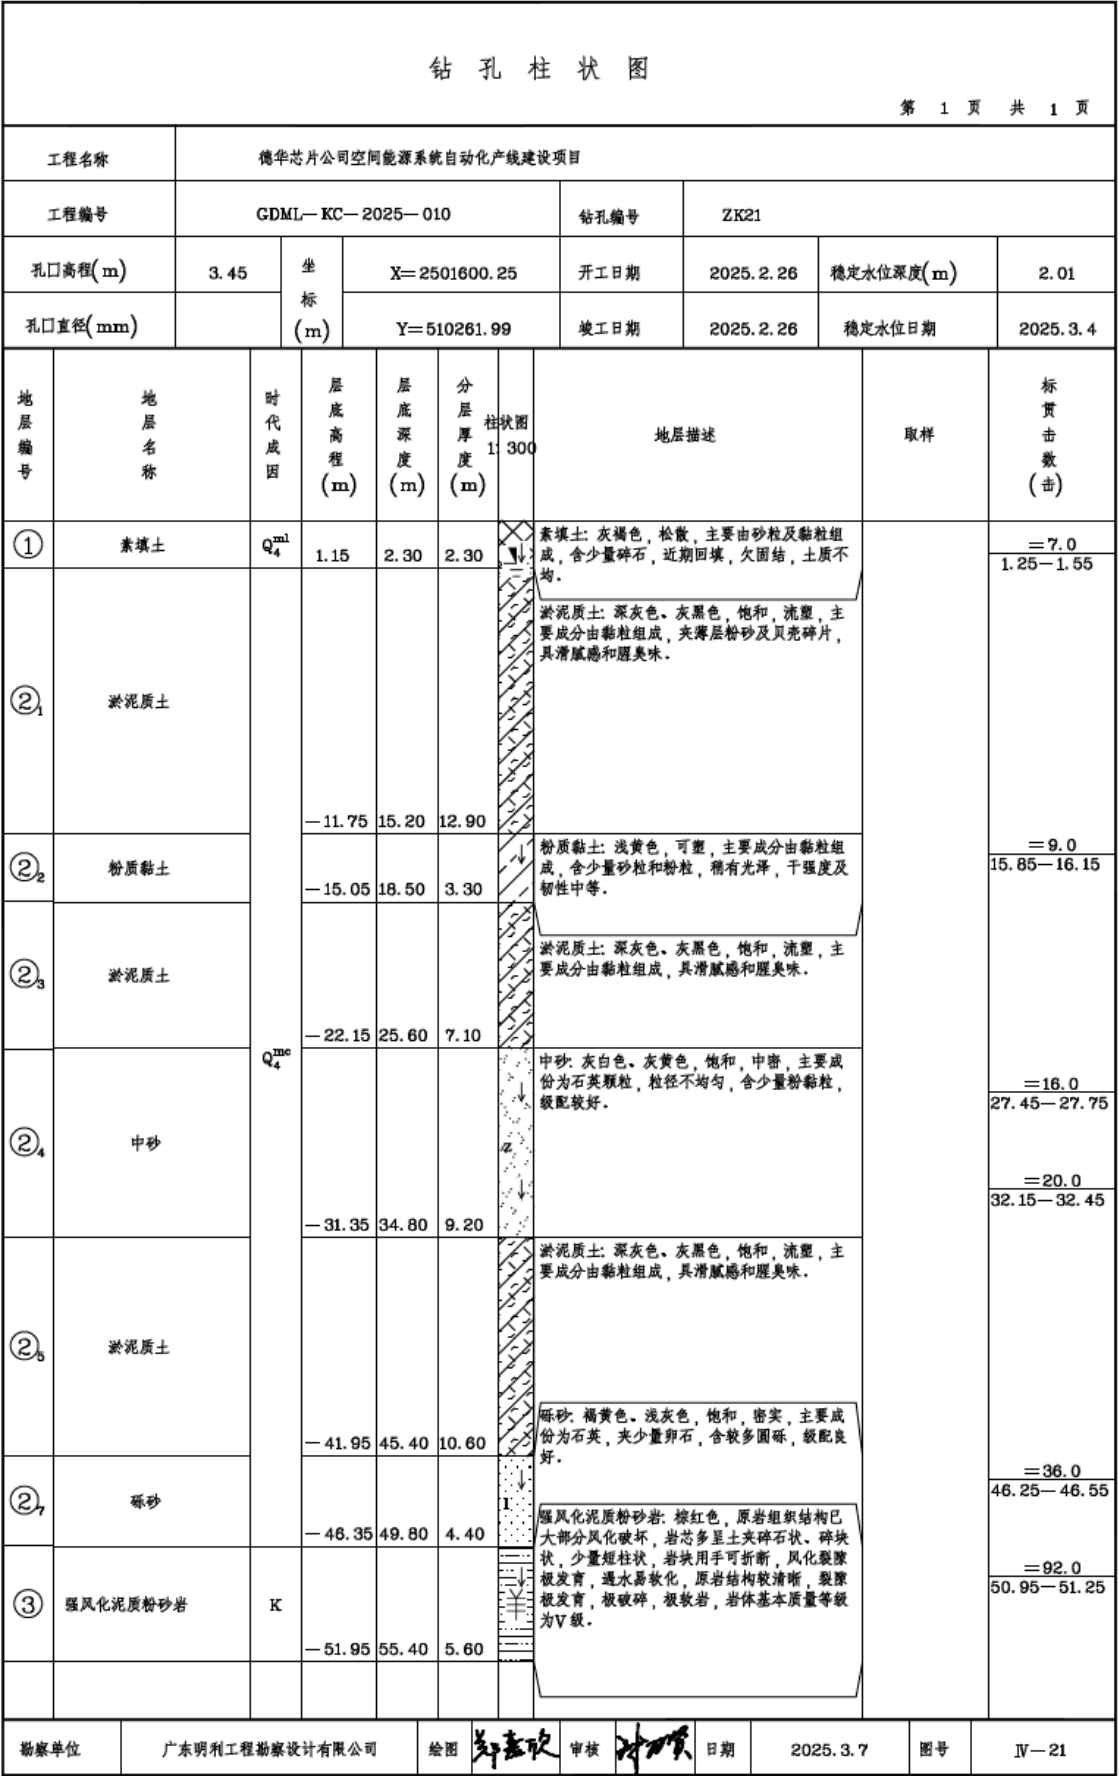 钻孔柱状图
第 1 页 共 1 页
工程名称 德华芯片公司空间能源系统自动化产线建设项目
工程编号 GDML—KC—2025—010 钻孔编号 ZK21
孔口高程(m) 3.45 坐标(m) X=2501600.25 开工日期 2025.2.26 稳定水位深度(m) 2.01
孔口直径(mm) Y=510261.99 竣工日期 2025.2.26 稳定水位日期 2025.3.4
地层编号 地层名称 时代成因 层底高程(m) 层底深度(m) 分层厚度(m) 柱状图 1:300 地层描述 取样 标贯击数(击)
① 素填土 Q4ml 1.15 2.30 2.30
素填土: 灰褐色, 松散, 主要由砂粒及黏粒组
成, 含少量碎石, 近期回填, 欠固结, 土质不
均.
=7.0
1.25—1.55
②1 淤泥质土 —11.75 15.20 12.90
淤泥质土: 深灰色、灰黑色, 饱和, 流塑, 主
要成分由黏粒组成, 夹薄层粉砂及贝壳碎片,
具滑腻感和腥臭味.
②2 粉质黏土 —15.05 18.50 3.30
粉质黏土: 浅黄色, 可塑, 主要成分由黏粒组
成, 含少量砂粒和粉粒, 稍有光泽, 干强度及
韧性中等.
=9.0
15.85—16.15
②3 淤泥质土 —22.15 25.60 7.10
淤泥质土: 深灰色、灰黑色, 饱和, 流塑, 主
要成分由黏粒组成, 具滑腻感和腥臭味.
Q4mc
②4 中砂 —31.35 34.80 9.20
中砂: 灰白色、灰黄色, 饱和, 中密, 主要成
份为石英颗粒, 粒径不均匀, 含少量粉黏粒,
级配较好.
Z
=16.0
27.45—27.75
=20.0
32.15—32.45
②5 淤泥质土 —41.95 45.40 10.60
淤泥质土: 深灰色、灰黑色, 饱和, 流塑, 主
要成分由黏粒组成, 具滑腻感和腥臭味.
②7 砾砂 —46.35 49.80 4.40
砾砂: 褐黄色、浅灰色, 饱和, 密实, 主要成
份为石英, 夹少量卵石, 含较多圆砾, 级配良
好.
=36.0
46.25—46.55
③ 强风化泥质粉砂岩 K —51.95 55.40 5.60
强风化泥质粉砂岩: 棕红色, 原岩组织结构已
大部分风化破坏, 岩芯多呈土夹碎石状、碎块
状, 少量短柱状, 岩块用手可折断, 风化裂隙
极发育, 遇水易软化, 原岩结构较清晰, 裂隙
极发育, 极破碎, 极软岩, 岩体基本质量等级
为V级.
=92.0
50.95—51.25
勘察单位 广东明利工程勘察设计有限公司 绘图 审核 日期 2025.3.7 图号 Ⅳ—21